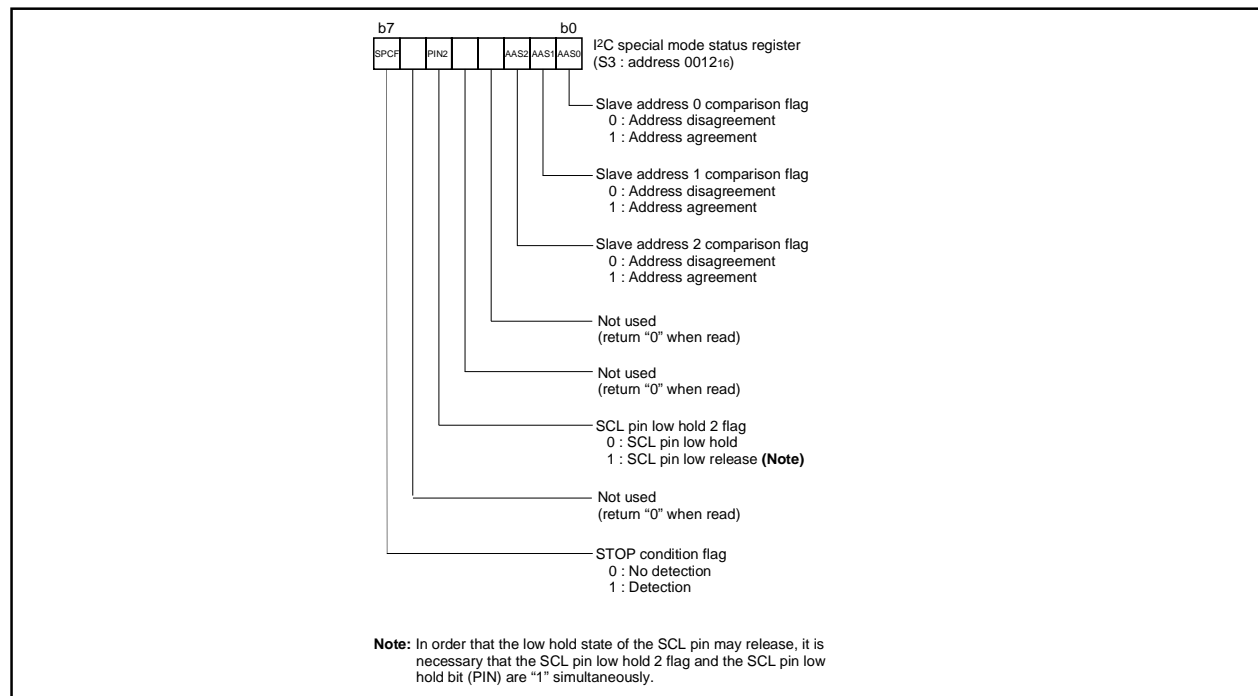 b7 b0
SPCF PIN2 AAS2 AAS1 AAS0
I2C special mode status register
(S3 : address 001216)
Slave address 0 comparison flag
0 : Address disagreement
1 : Address agreement
Slave address 1 comparison flag
0 : Address disagreement
1 : Address agreement
Slave address 2 comparison flag
0 : Address disagreement
1 : Address agreement
Not used
(return “0” when read)
Not used
(return “0” when read)
SCL pin low hold 2 flag
0 : SCL pin low hold
1 : SCL pin low release (Note)
Not used
(return “0” when read)
STOP condition flag
0 : No detection
1 : Detection
Note: In order that the low hold state of the SCL pin may release, it is
necessary that the SCL pin low hold 2 flag and the SCL pin low
hold bit (PIN) are “1” simultaneously.